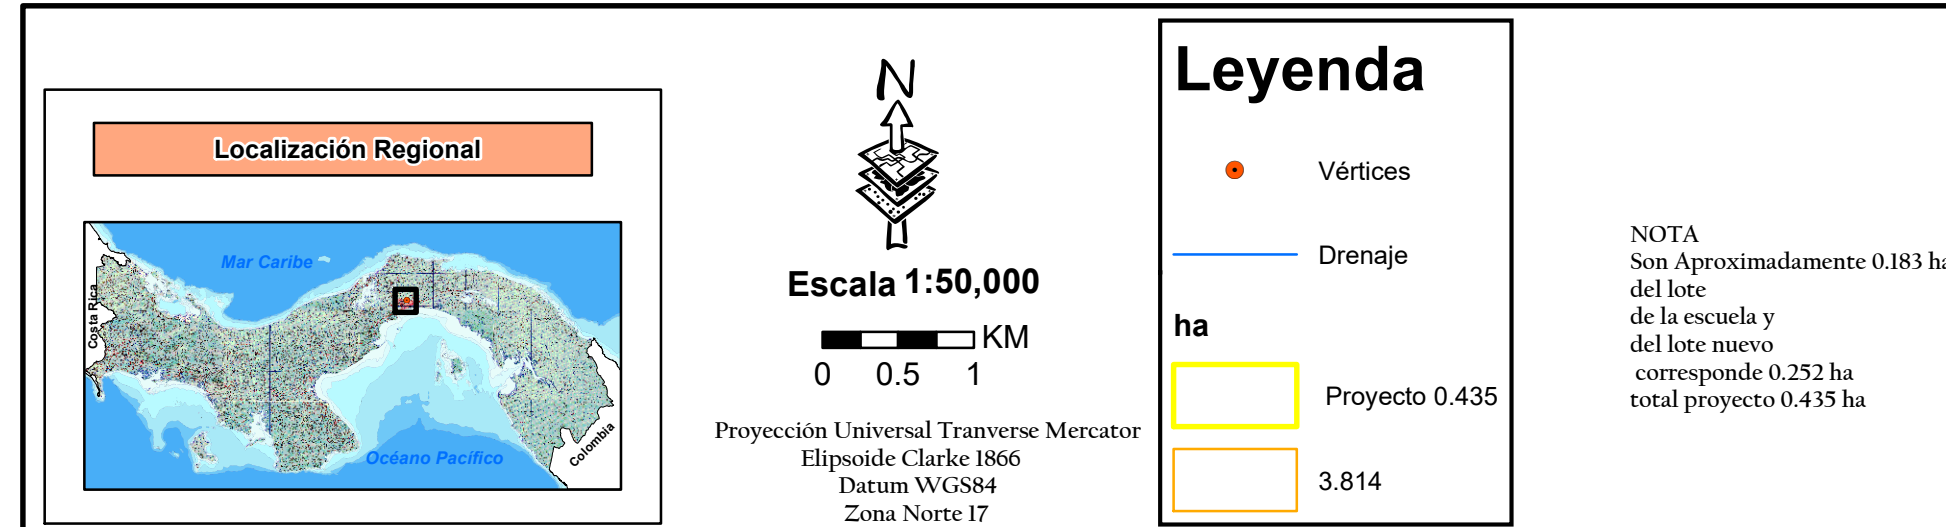 Localización Regional
Mar Caribe
Costa Rica
Colombia
Océano Pacífico
N
Escala 1:50,000
KM
0 0.5 1
Proyección Universal Tranverse Mercator
Elipsoide Clarke 1866
Datum WGS84
Zona Norte 17
Leyenda
Vértices
Drenaje
ha
Proyecto 0.435
3.814
NOTA
Son Aproximadamente 0.183 ha
del lote
de la escuela y
del lote nuevo
corresponde 0.252 ha
total proyecto 0.435 ha